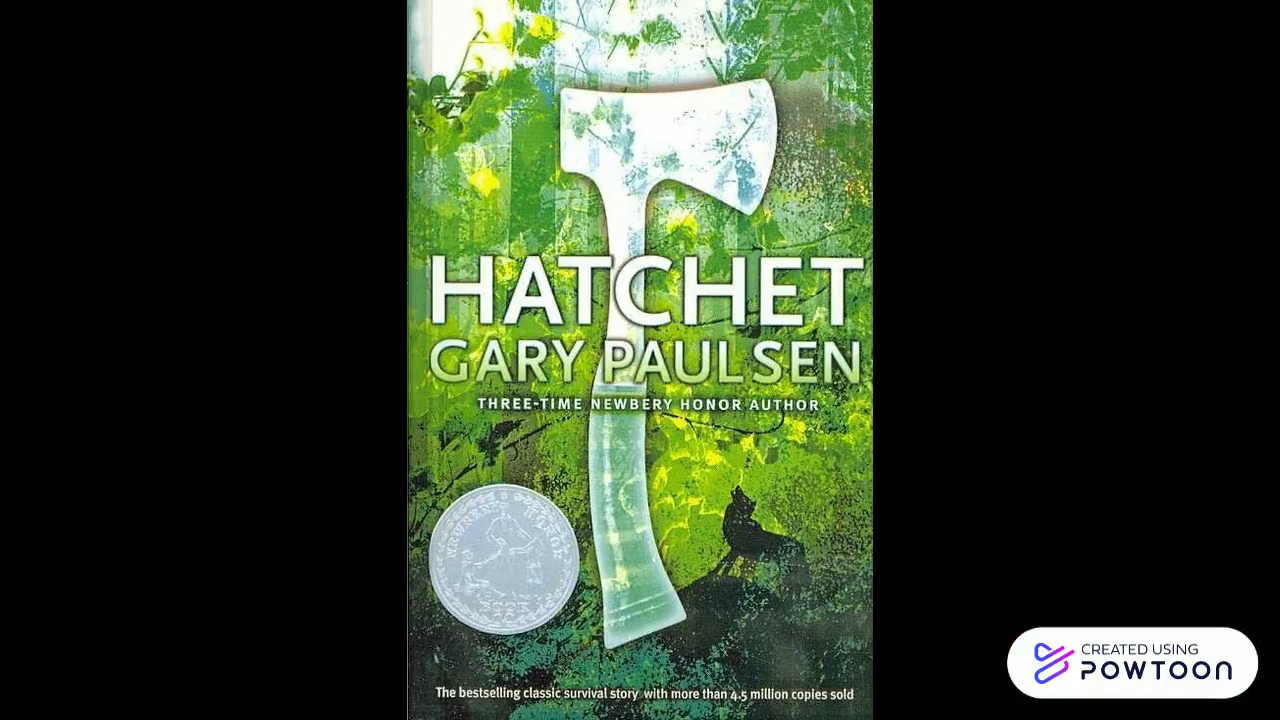 HATCHET
GARY PAULSEN
THREE-TIME NEWBERY HONOR AUTHOR
BOOK
The bestselling classic survival story with more than 4.5 million copies sold
CREATED USING
POWTOON